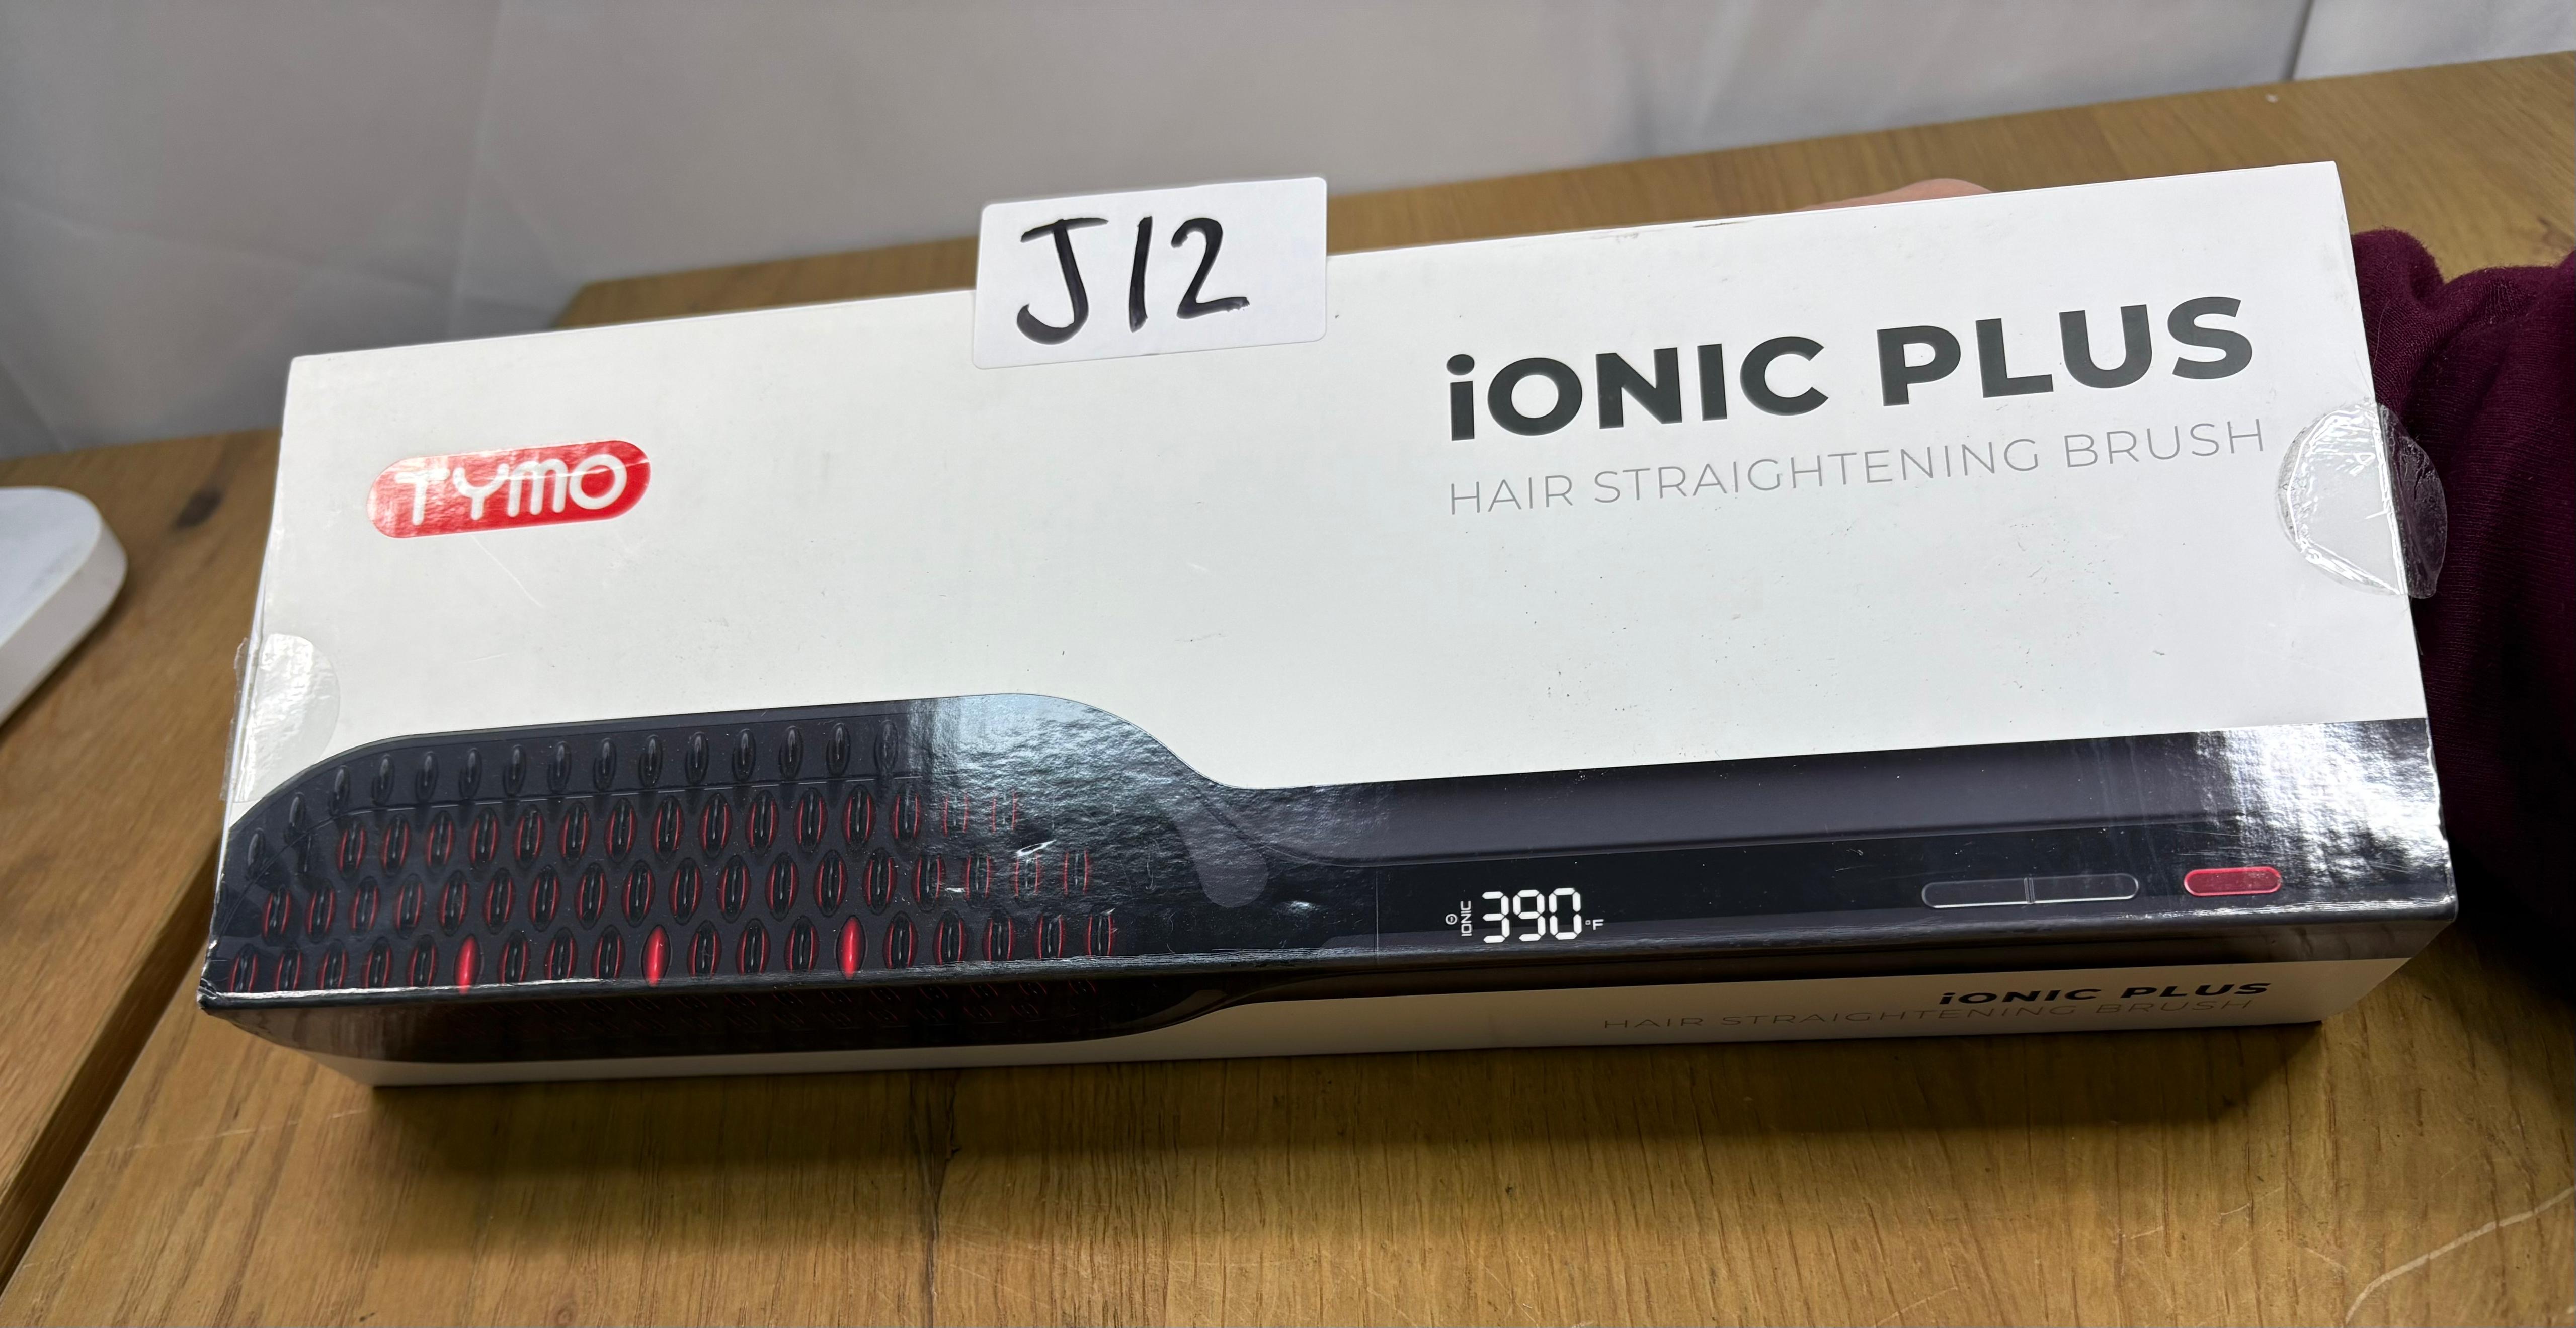 J12
TYMO
iONIC PLUS
HAIR STRAIGHTENING BRUSH
IONIC
390°F
iONIC PLUS
HAIR STRAIGHTENING BRUSH